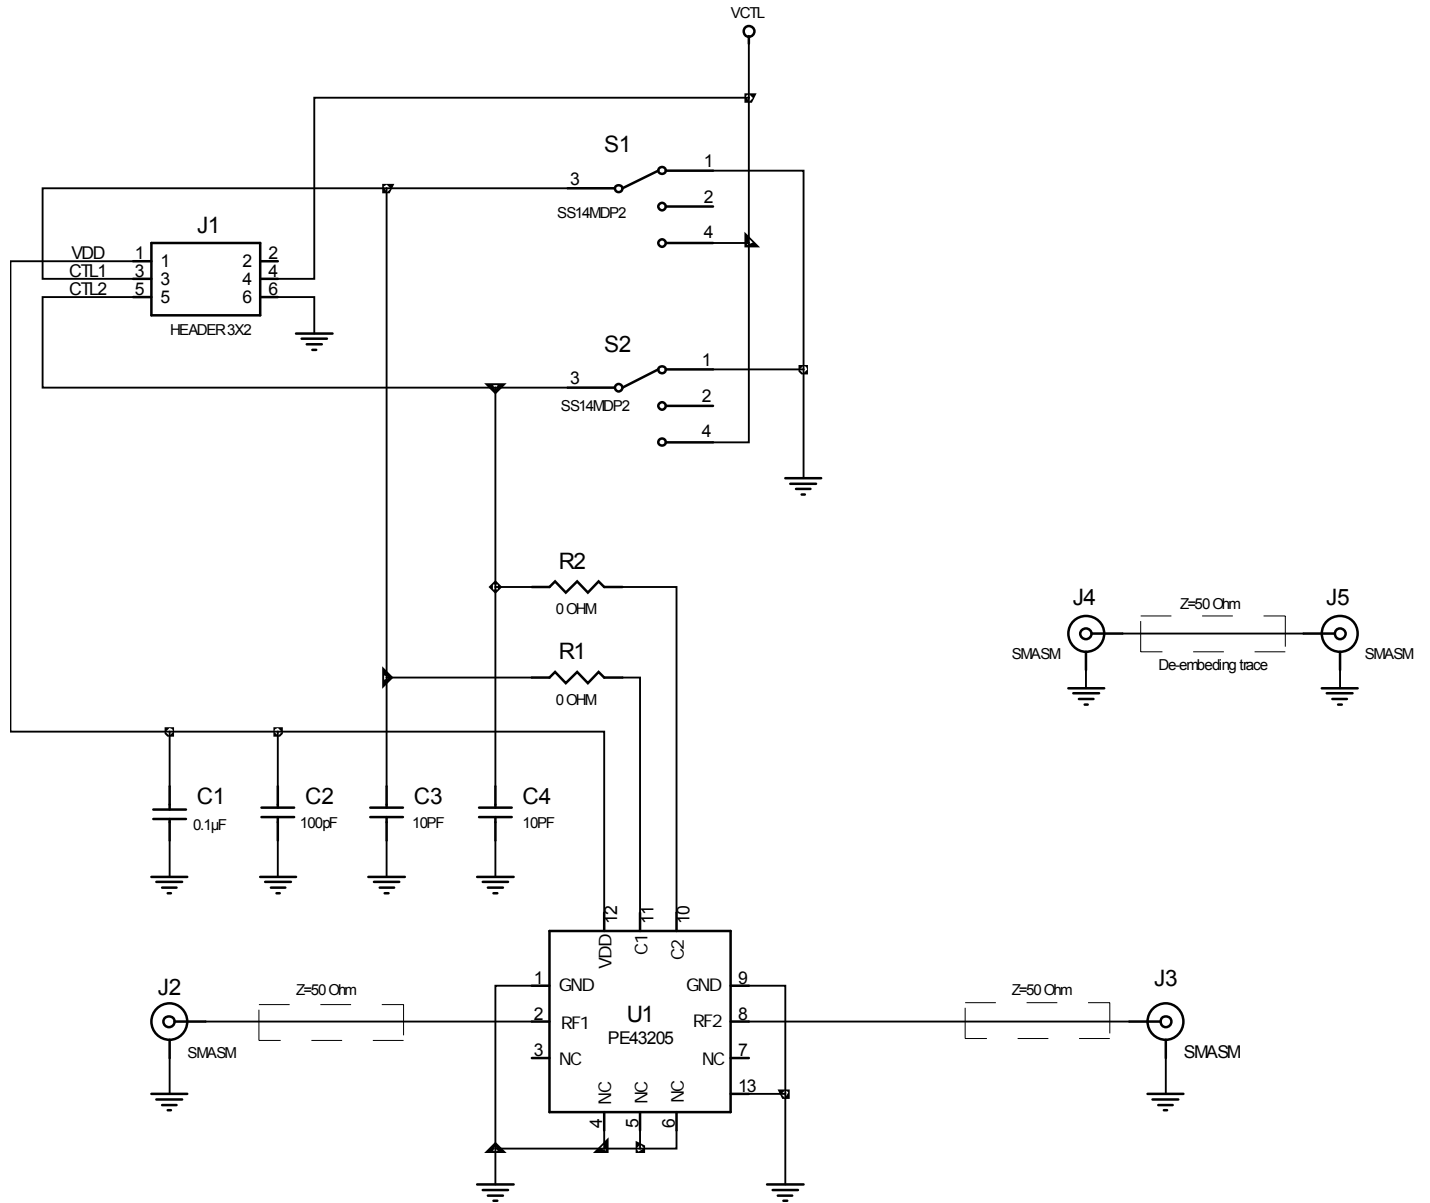 VCTL
S1
3
1
2
4
SS14MDP2
J1
VDD 1 1 2 2
CTL1 3 3 4 4
CTL2 5 5 6 6
HEADER 3X2
S2
3
1
2
4
SS14MDP2
R2
0 OHM
R1
0 OHM
J4
Z=50 Ohm
J5
SMASM
De-embeding trace
SMASM
C1
0.1µF
C2
100pF
C3
10PF
C4
10PF
12
11
10
VDD
C1
C2
J2
Z=50 Ohm
SMASM
1 GND
2 RF1
3 NC
U1
PE43205
GND 9
RF2 8
NC 7
13
NC
NC
NC
4
5
6
Z=50 Ohm
J3
SMASM